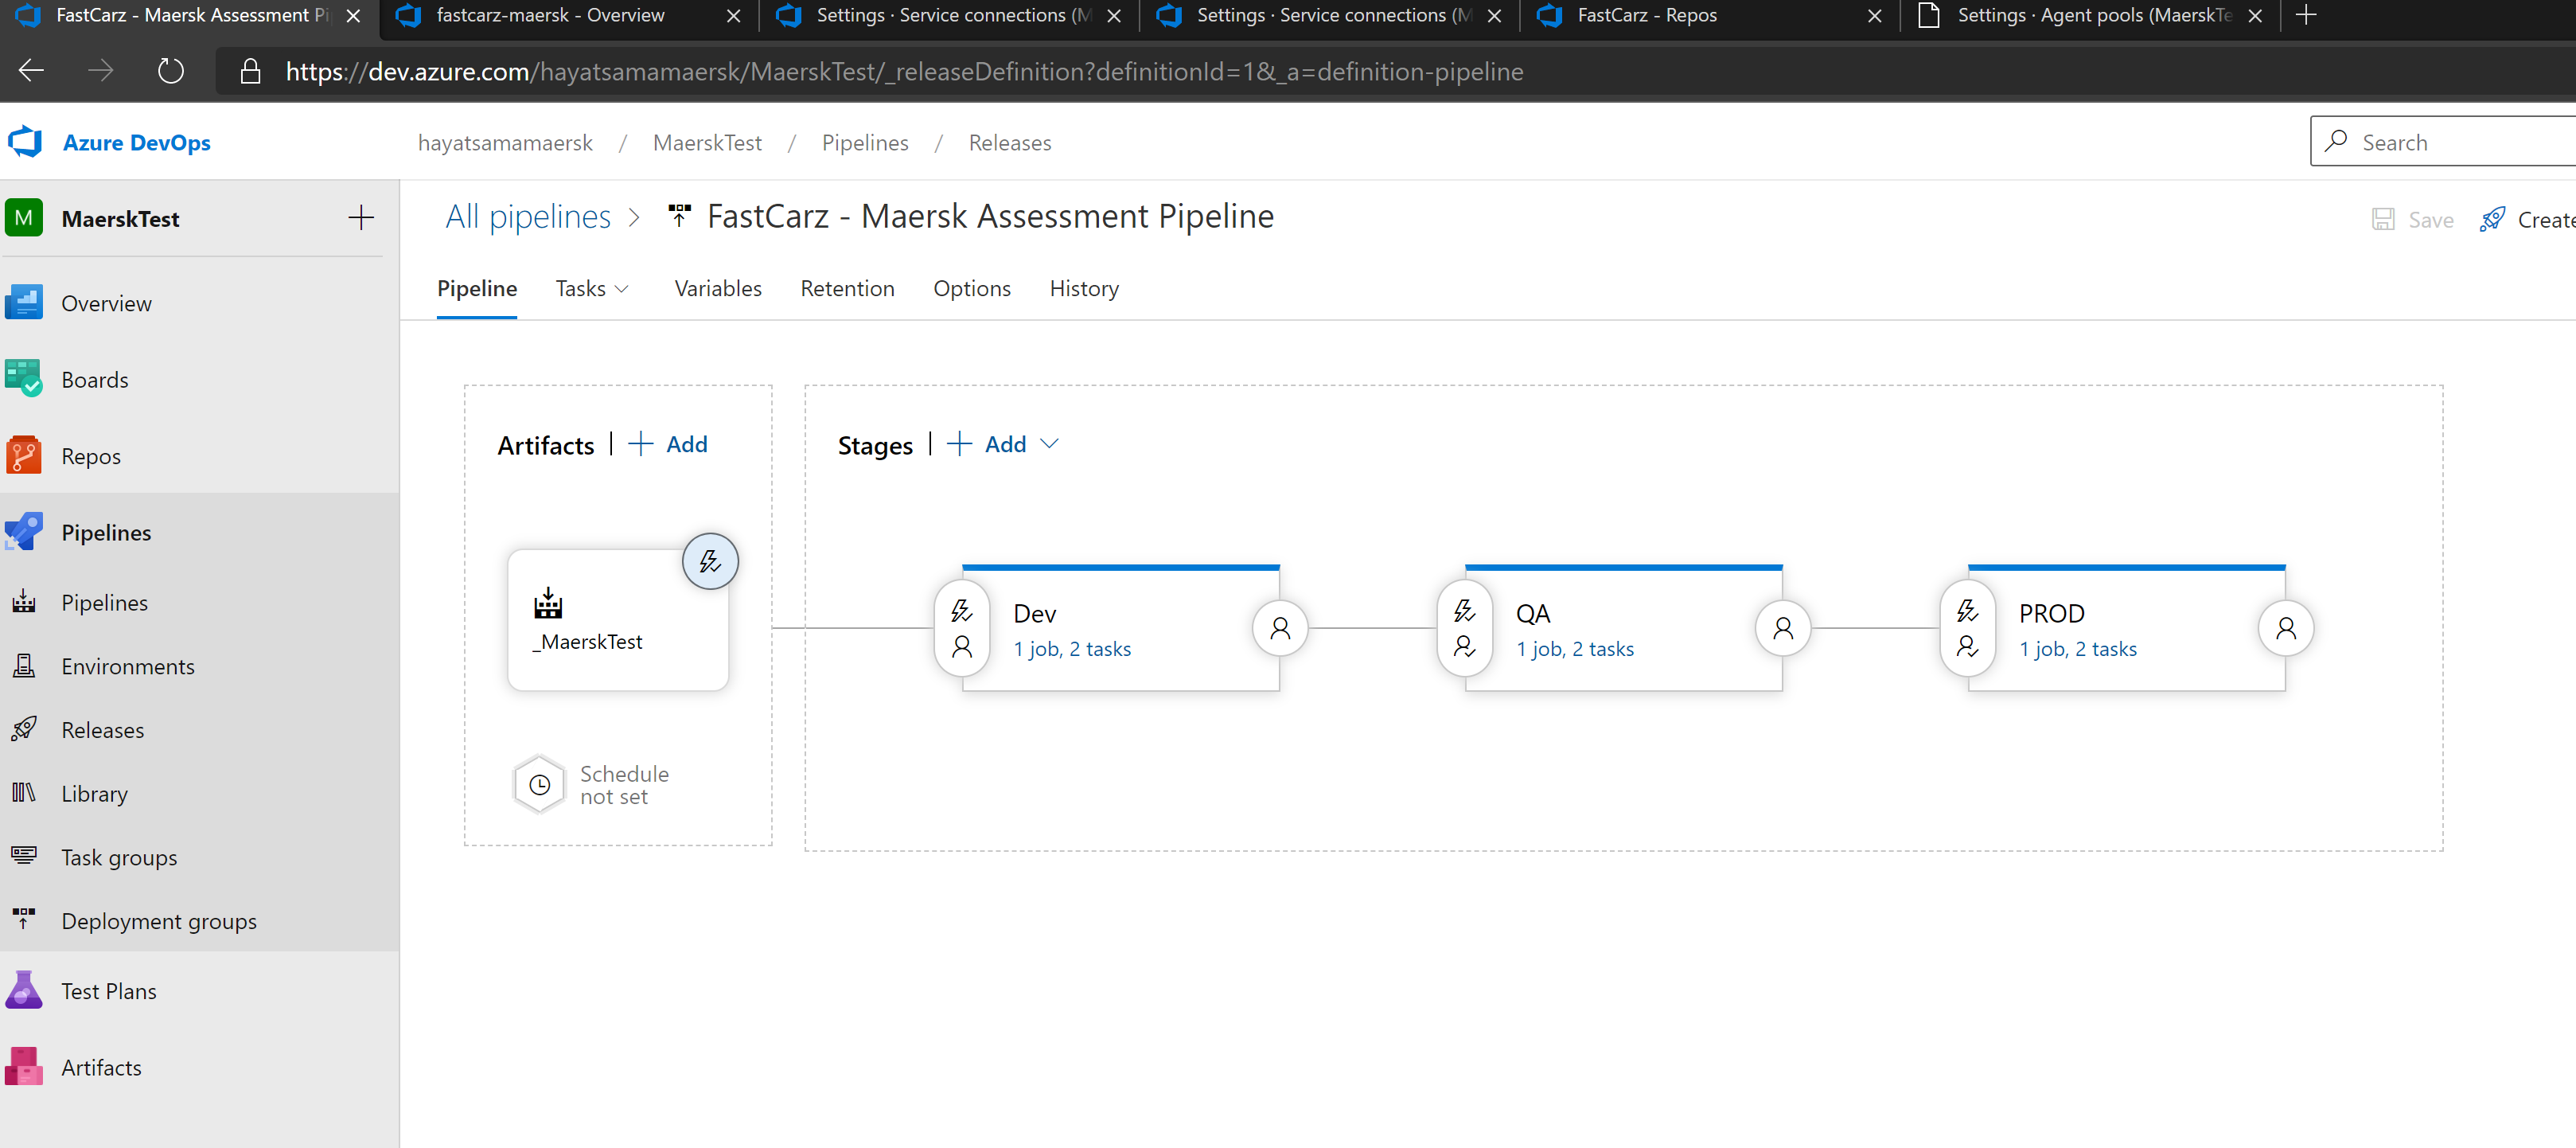 FastCarz - Maersk Assessment Pi
fastcarz-maersk - Overview
Settings · Service connections (M
Settings · Service connections (M
FastCarz - Repos
Settings · Agent pools (MaerskTe
https://dev.azure.com/hayatsamamaersk/MaerskTest/_releaseDefinition?definitionId=1&_a=definition-pipeline
Azure DevOps
hayatsamamaersk / MaerskTest / Pipelines / Releases
Search
M MaerskTest
All pipelines > FastCarz - Maersk Assessment Pipeline
Save
Create
Pipeline Tasks Variables Retention Options History
Overview
Boards
Repos
Pipelines
Pipelines
Environments
Releases
Library
Task groups
Deployment groups
Test Plans
Artifacts
Artifacts | + Add
_MaerskTest
Schedule
not set
Stages | + Add
Dev
1 job, 2 tasks
QA
1 job, 2 tasks
PROD
1 job, 2 tasks